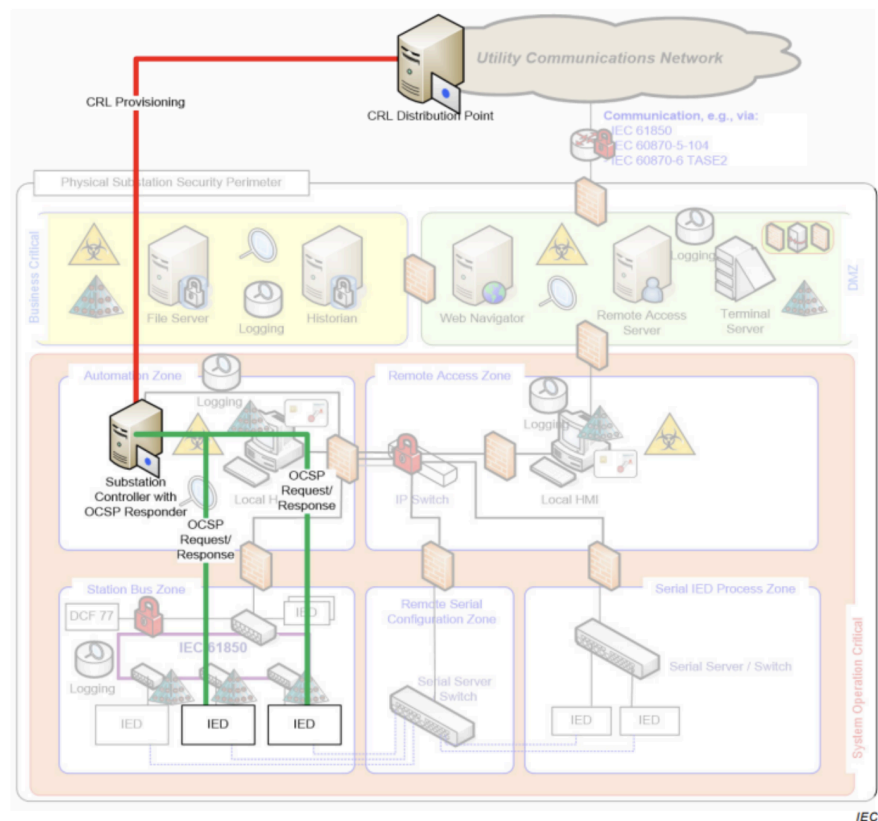 Utility Communications Network
CRL Provisioning
CRL Distribution Point
Communication, e.g., via:
IEC 61850
IEC 60870-5-104
IEC 60870-6 TASE2
Physical Substation Security Perimeter
Business Critical
File Server
Logging
Historian
Web Navigator
Remote Access
Server
Logging
Terminal
Server
DMZ
Automation Zone
Logging
Remote Access Zone
Logging
Substation
Controller with
OCSP Responder
Local H
OCSP
Request/
Response
OCSP
Request/
Response
IP Switch
Local HMI
Station Bus Zone
DCF 77
IED
IEC 61850
Logging
IED
IED
IED
Remote Serial
Configuration Zone
Serial Server
Switch
Serial IED Process Zone
Serial Server / Switch
IED
IED
System Operation Critical
IEC